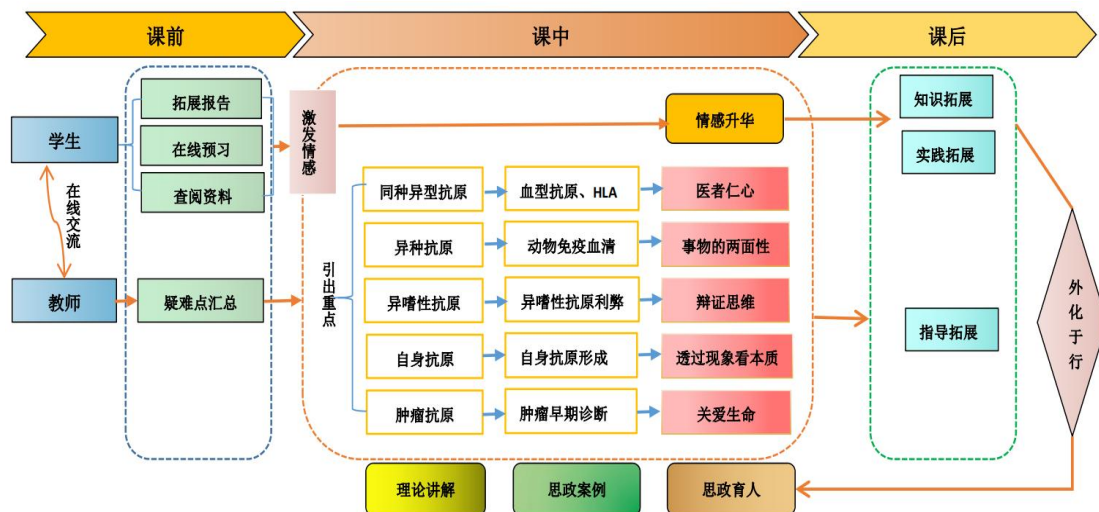 课前
课中
课后
学生
在线交流
教师
拓展报告
在线预习
查阅资料
疑难点汇总
激发情感
情感升华
引出重点
同种异型抗原
血型抗原、HLA
医者仁心
异种抗原
动物免疫血清
事物的两面性
异嗜性抗原
异嗜性抗原利弊
辩证思维
自身抗原
自身抗原形成
透过现象看本质
肿瘤抗原
肿瘤早期诊断
关爱生命
知识拓展
实践拓展
指导拓展
外化于行
理论讲解
思政案例
思政育人